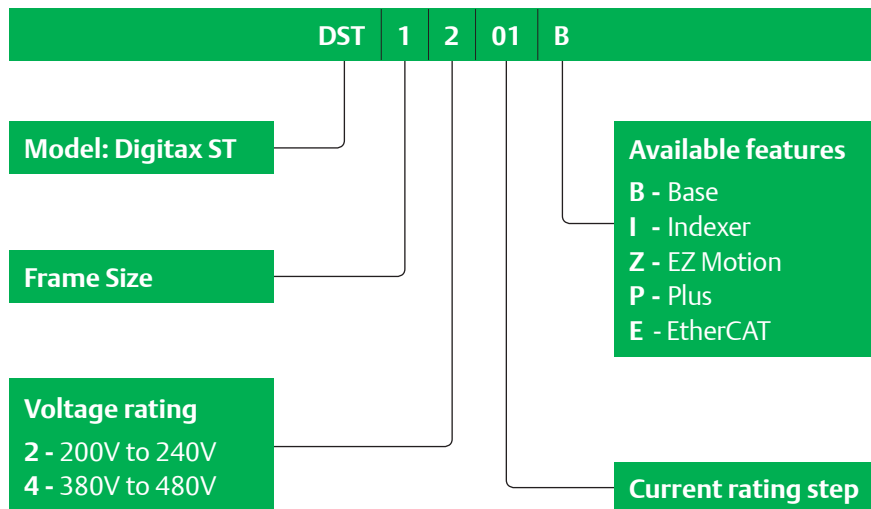 DST 1 2 01 B
Model: Digitax ST
Frame Size
Voltage rating
2 - 200V to 240V
4 - 380V to 480V
Available features
B - Base
I - Indexer
Z - EZ Motion
P - Plus
E - EtherCAT
Current rating step